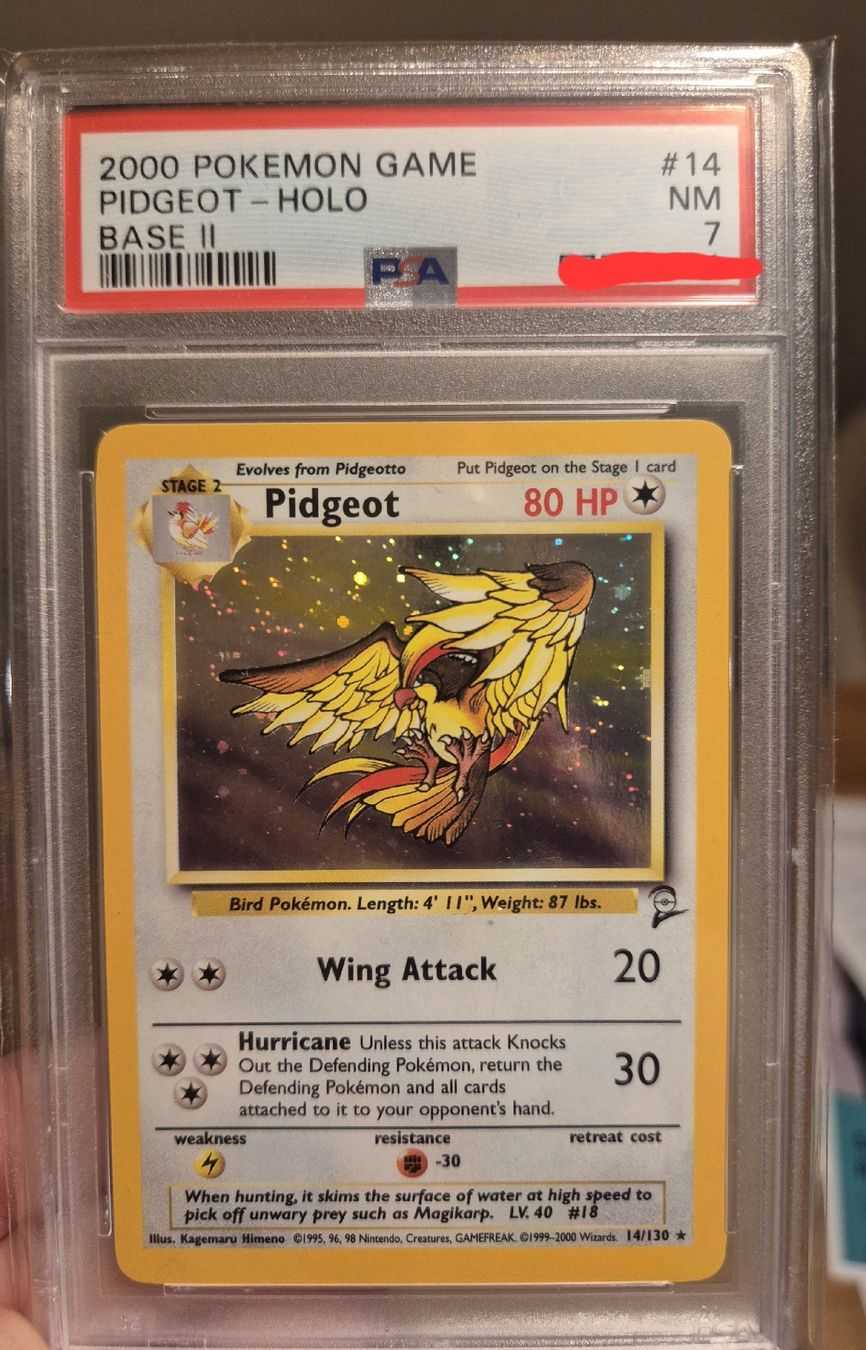 2000 POKEMON GAME #14
PIDGEOT - HOLO NM
BASE II 7
PSA
Evolves from Pidgeotto Put Pidgeot on the Stage 1 card
STAGE 2
Pidgeot 80 HP
Bird Pokémon. Length: 4' 11", Weight: 87 lbs.
Wing Attack 20
Hurricane Unless this attack Knocks
Out the Defending Pokémon, return the
Defending Pokémon and all cards
attached to it to your opponent's hand.
30
weakness resistance retreat cost
-30
When hunting, it skims the surface of water at high speed to
pick off unwary prey such as Magikarp. LV. 40 #18
Illus. Kagemaru Himeno ©1995, 96, 98 Nintendo, Creatures, GAMEFREAK. ©1999-2000 Wizards. 14/130 ★